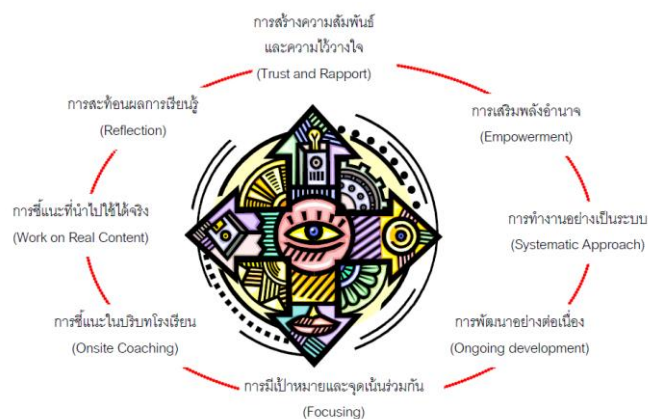 การสร้างความสัมพันธ์
และความไว้วางใจ
(Trust and Rapport)
การเสริมพลังอำนาจ
(Empowerment)
การทำงานอย่างเป็นระบบ
(Systematic Approach)
การพัฒนาอย่างต่อเนื่อง
(Ongoing development)
การมีเป้าหมายและจุดเน้นร่วมกัน
(Focusing)
การชี้แนะในบริบทโรงเรียน
(Onsite Coaching)
การชี้แนะที่นำไปใช้ได้จริง
(Work on Real Content)
การสะท้อนผลการเรียนรู้
(Reflection)